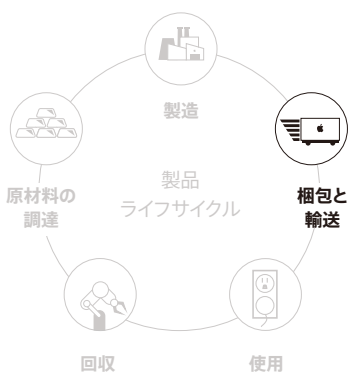 製造
梱包と
輸送
使用
回収
原材料の
調達
製品
ライフサイクル